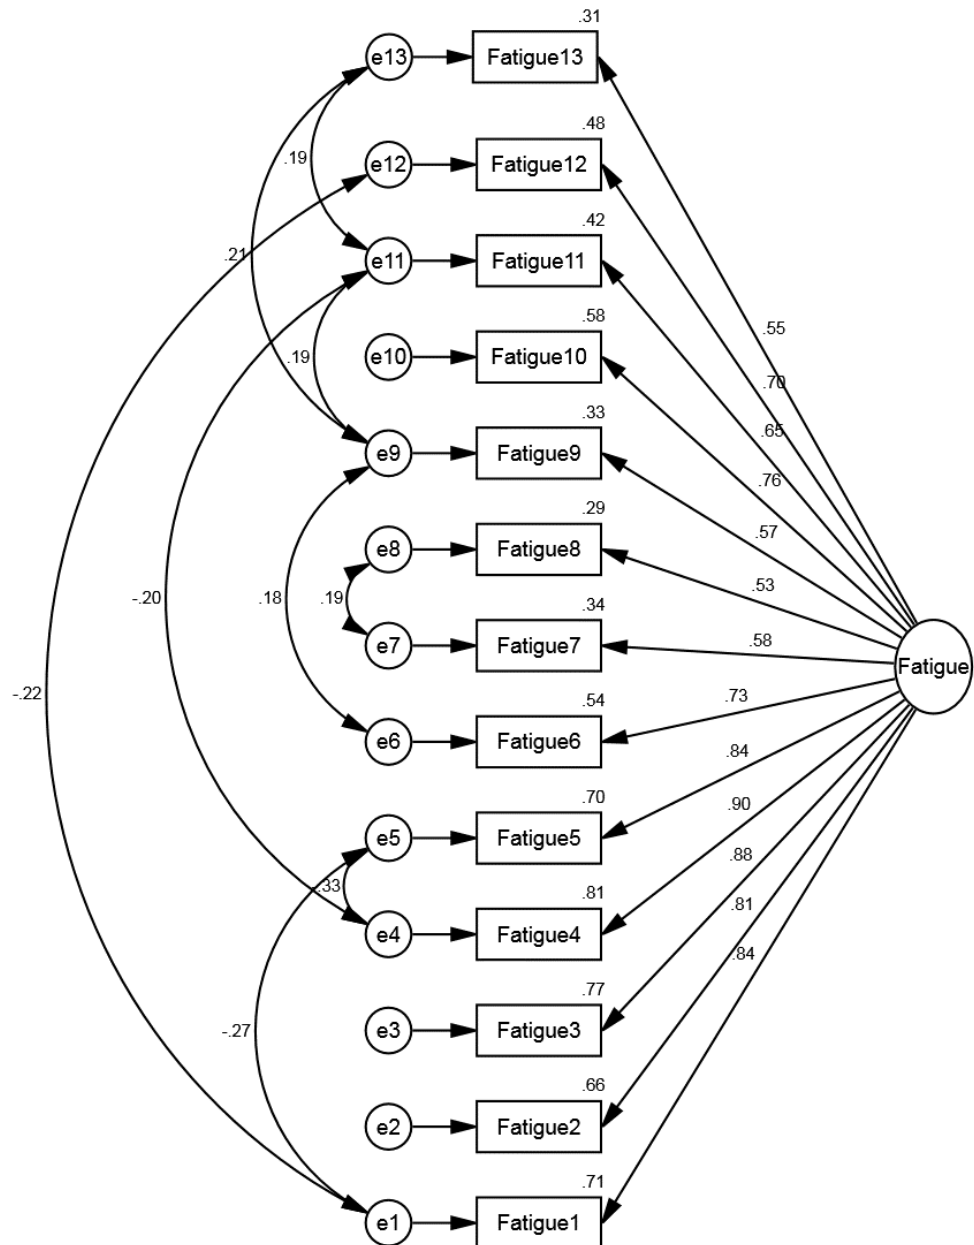 .31
e13 Fatigue13
.48
.19 e12 Fatigue12
.42
.21 e11 Fatigue11
.58
.55
.19 e10 Fatigue10
.70
.33
.65
e9 Fatigue9
.76
.29
.57
e8 Fatigue8
.53
-.20 .18 .19
.34
e7 Fatigue7 .58
Fatigue
-.22
.54 .73
e6 Fatigue6
.84
.70
.90
e5 Fatigue5
.88
.33 .81
.81
e4 Fatigue4
.84
.77
-.27 e3 Fatigue3
.66
e2 Fatigue2
.71
e1 Fatigue1